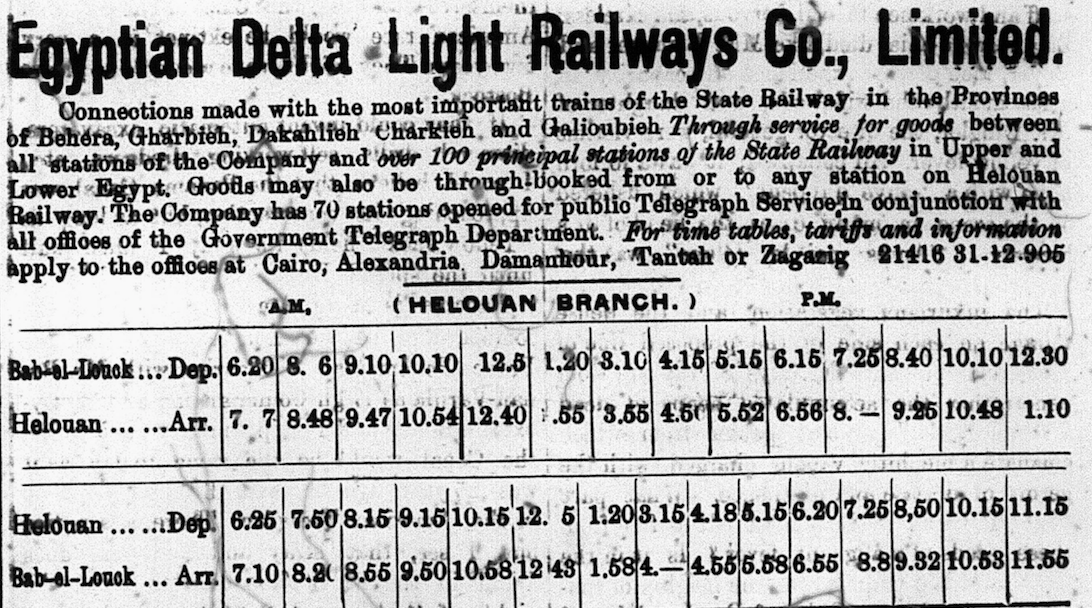 Egyptian Delta Light Railways Co., Limited.
Connections made with the most important trains of the State Railway in the Provinces
of Behéra, Gharbieh, Dakahlieh Charkieh and Galioubieh Through service for goods between
all stations of the Company and over 100 principal stations of the State Railway in Upper and
Lower Egypt. Goods may also be through-booked from or to any station on Helouan
Railway. The Company has 70 stations opened for public Telegraph Service in conjunction with
all offices of the Government Telegraph Department. For time tables, tariffs and information
apply to the offices at Cairo, Alexandria, Damanhour, Tantah or Zagazig 21416 31-12-905
A.M. (HELOUAN BRANCH.) P.M.
Bab-el-Louck ... Dep. 6.20 8. 6 9.10 10.10 12.5 1.20 3.10 4.15 5.15 6.15 7.25 8.40 10.10 12.30
Helouan ... ... Arr. 7. 7 8.48 9.47 10.54 12.40 .55 3.55 5.52 6.56 8.— 9.25 10.48 1.10
Helouan ... ... Dep. 6.25 7.50 8.15 9.15 10.15 12. 5 1.20 3.15 4.18 5.15 6.20 7.25 8,50 10.15 11.15
Bab-el-Louck ... Arr. 7.10 8.55 9.50 10.58 12 43 1.58 4.— 4.55 5.58 6.55 8.8 9.32 10.53 11.55